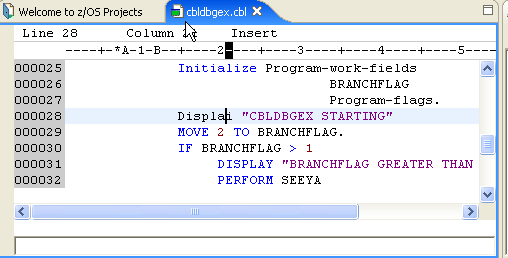 Welcome to z/OS Projects cbldbgex.cbl
Line 28 Column Insert
----+-*A-1-B--+----2----+----3----+----4----+----5
000025 Initialize Program-work-fields
000026 BRANCHFLAG
000027 Program-flags.
000028 Displai "CBLDBGEX STARTING"
000029 MOVE 2 TO BRANCHFLAG.
000030 IF BRANCHFLAG > 1
000031 DISPLAY "BRANCHFLAG GREATER THAN
000032 PERFORM SEEYA